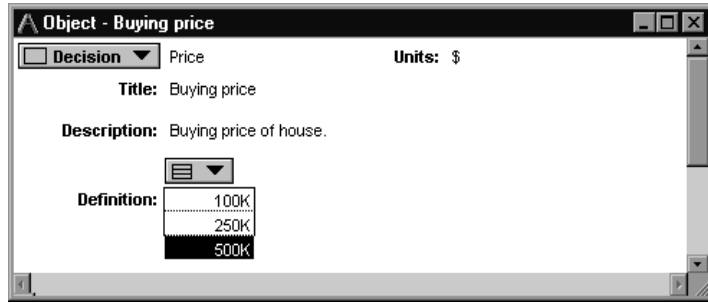 Object - Buying price
Decision Price Units: $
Title: Buying price
Description: Buying price of house.
Definition:
100K
250K
500K